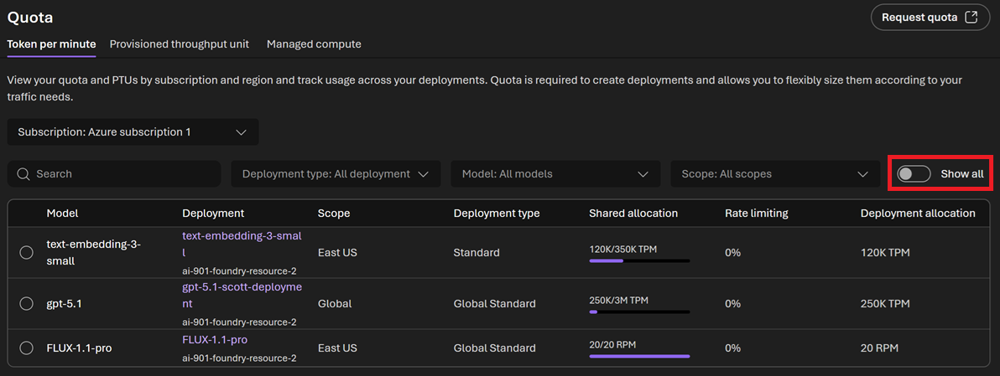 Quota
Request quota
Token per minute Provisioned throughput unit Managed compute
View your quota and PTUs by subscription and region and track usage across your deployments. Quota is required to create deployments and allows you to flexibly size them according to your
traffic needs.
Subscription: Azure subscription 1
Search Deployment type: All deployment Model: All models Scope: All scopes Show all
Model Deployment Scope Deployment type Shared allocation Rate limiting Deployment allocation
text-embedding-3-
small
text-embedding-3-smal
l
ai-901-foundry-resource-2
East US
Standard
120K/350K TPM
0%
120K TPM
gpt-5.1
gpt-5.1-scott-deployme
nt
ai-901-foundry-resource-2
Global
Global Standard
250K/3M TPM
0%
250K TPM
FLUX-1.1-pro
FLUX-1.1-pro
ai-901-foundry-resource-2
East US
Global Standard
20/20 RPM
0%
20 RPM